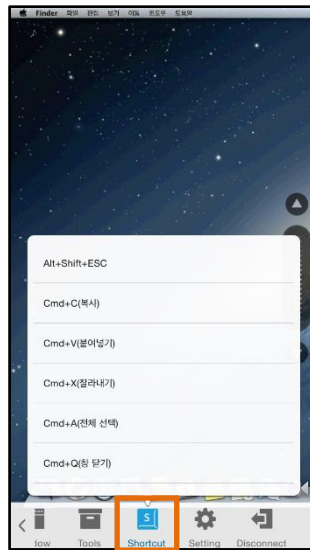 Finder 파일 편집 보기 이동 윈도우 도움말
Alt+Shift+ESC
Cmd+C(복사)
Cmd+V(붙여넣기)
Cmd+X(잘라내기)
Cmd+A(전체 선택)
Cmd+Q(창 닫기)
S
low Tools Shortcut Setting Disconnect